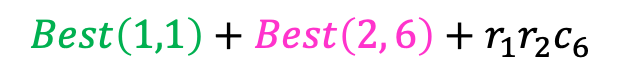 Best(1,1) + Best(2,6) + r₁r₂c₆